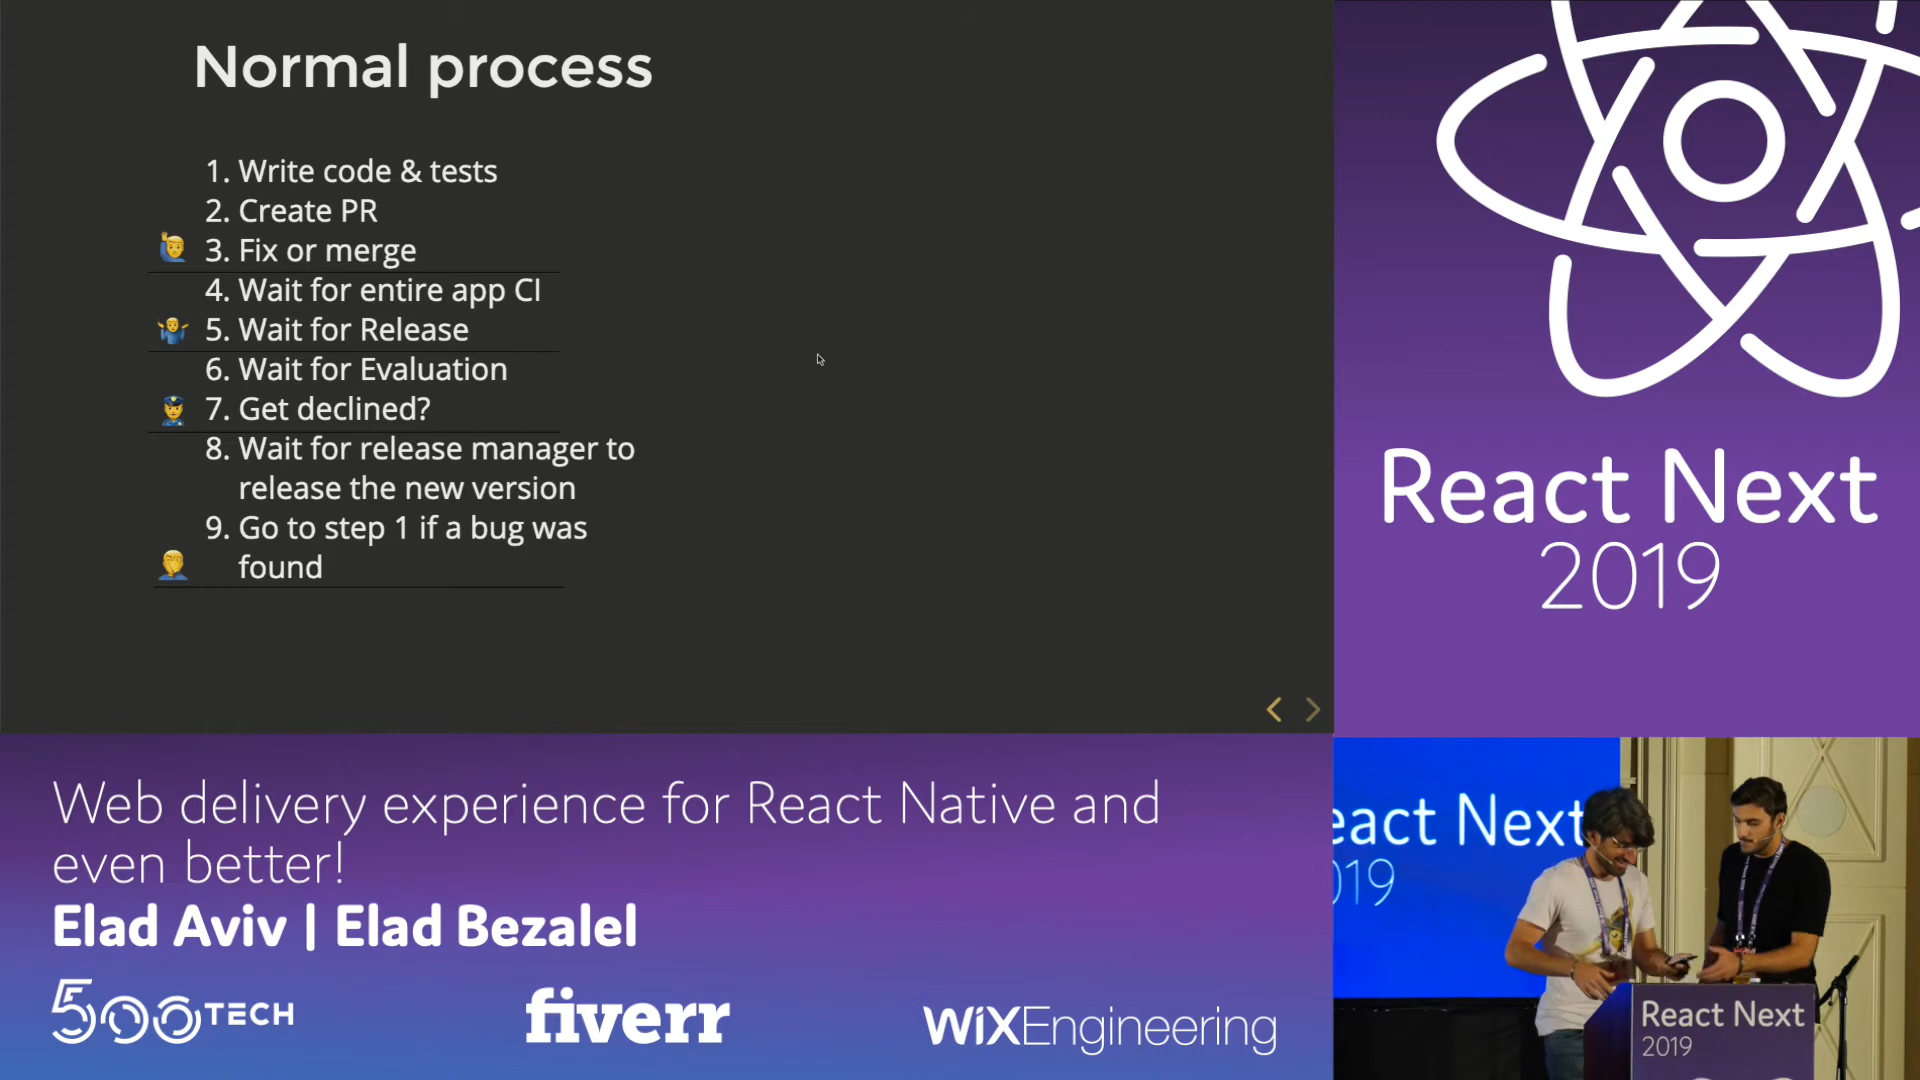 Normal process
1. Write code & tests
2. Create PR
3. Fix or merge
4. Wait for entire app CI
5. Wait for Release
6. Wait for Evaluation
7. Get declined?
8. Wait for release manager to
release the new version
9. Go to step 1 if a bug was
found
React Next
2019
Web delivery experience for React Native and
even better!
Elad Aviv | Elad Bezalel
500TECH
fiverr
WiXEngineering
eact Next
019
React Next
2019